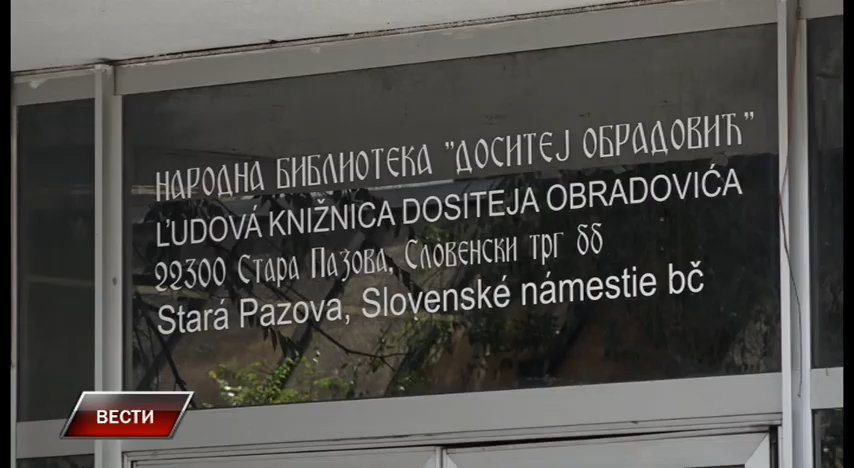 НАРОДНА БИБЛИОТЕКА "ДОСИТЕЈ ОБРАДОВИЋ"
ĽUDOVÁ KNIŽNICA DOSITEJA OBRADOVIĆA
22300 Стара Пазова, Словенски трг бб
Stará Pazova, Slovenské námestie bč
ВЕСТИ